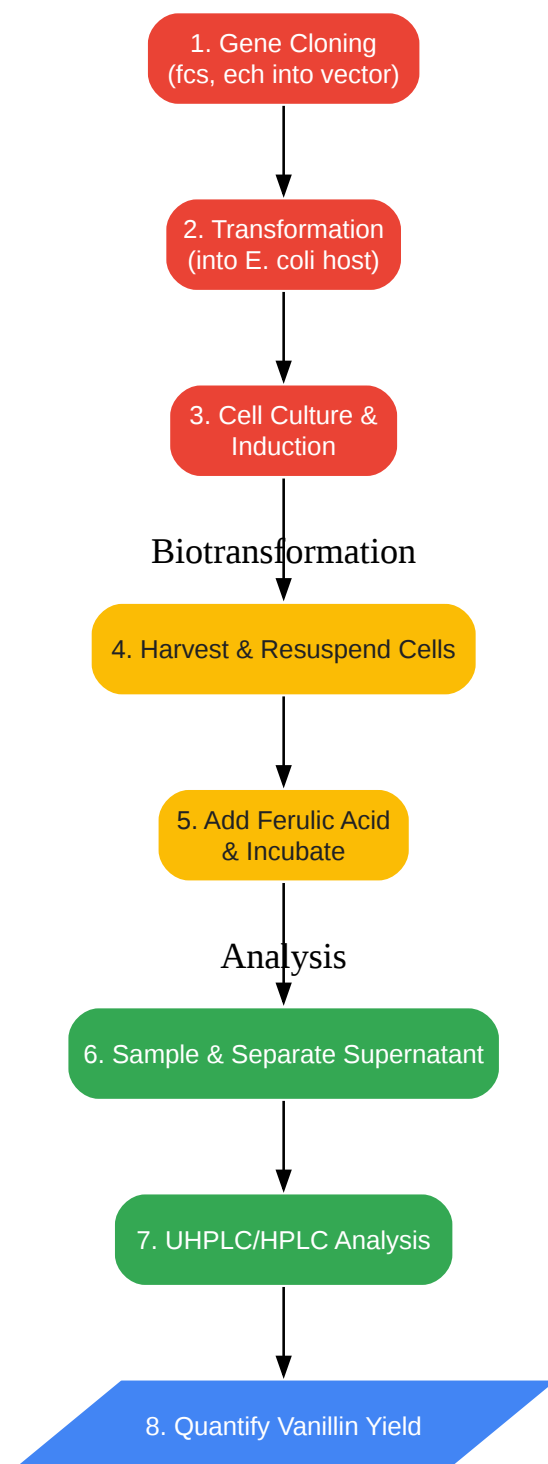 1. Gene Cloning
(fcs, ech into vector)
2. Transformation
(into E. coli host)
3. Cell Culture &
Induction
Biotransformation
4. Harvest & Resuspend Cells
5. Add Ferulic Acid
& Incubate
Analysis
6. Sample & Separate Supernatant
7. UHPLC/HPLC Analysis
8. Quantify Vanillin Yield